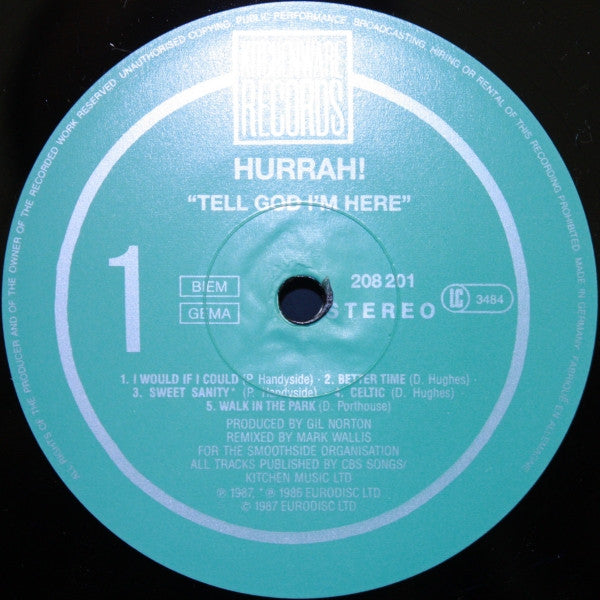 ALL RIGHTS OF THE PRODUCER AND OF THE OWNER OF THE RECORDED WORK RESERVED. UNAUTHORISED COPYING, PUBLIC PERFORMANCE, BROADCASTING, HIRING OR RENTAL OF THIS RECORDING PROHIBITED. MADE IN GERMANY. FABRIQUÉ EN ALLEMAGNE.
KITCHENWARE
RECORDS
HURRAH!
"TELL GOD I'M HERE"
1
BIEM
GEMA
208 201
STEREO
LC 3484
1. I WOULD IF I COULD (P. Handyside) · 2. BETTER TIME (D. Hughes) ·
3. SWEET SANITY* (P. Handyside) · 4. CELTIC (D. Hughes)
5. WALK IN THE PARK (D. Porthouse)
PRODUCED BY GIL NORTON
REMIXED BY MARK WALLIS
FOR THE SMOOTHSIDE ORGANISATION
ALL TRACKS PUBLISHED BY CBS SONGS/
KITCHEN MUSIC LTD
℗ 1987, *℗ 1986 EURODISC LTD
© 1987 EURODISC LTD